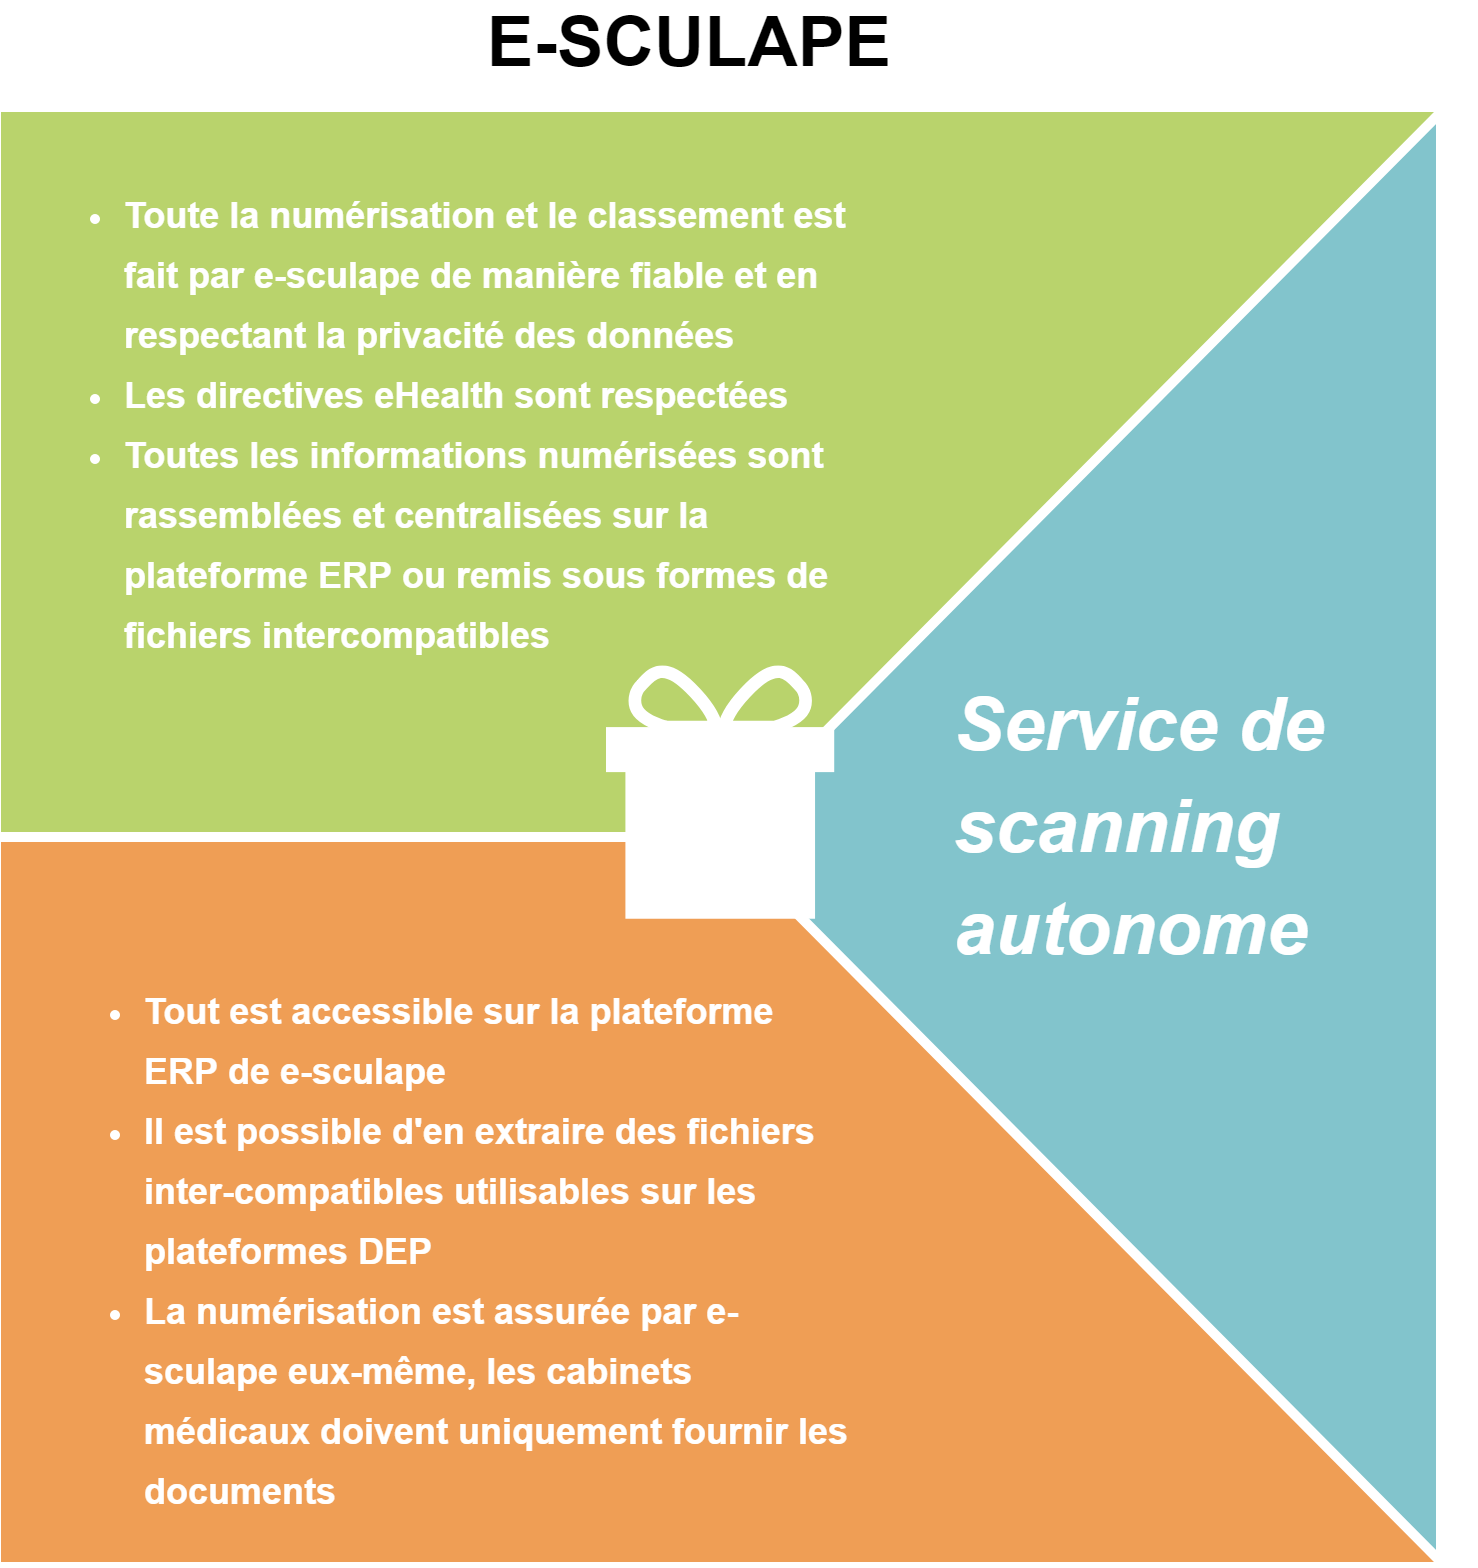 E-SCULAPE
• Toute la numérisation et le classement est
fait par e-sculape de manière fiable et en
respectant la privacité des données
• Les directives eHealth sont respectées
• Toutes les informations numérisées sont
rassemblées et centralisées sur la
plateforme ERP ou remis sous formes de
fichiers intercompatibles
Service de
scanning
autonome
• Tout est accessible sur la plateforme
ERP de e-sculape
• Il est possible d'en extraire des fichiers
inter-compatibles utilisables sur les
plateformes DEP
• La numérisation est assurée par e-
sculape eux-même, les cabinets
médicaux doivent uniquement fournir les
documents